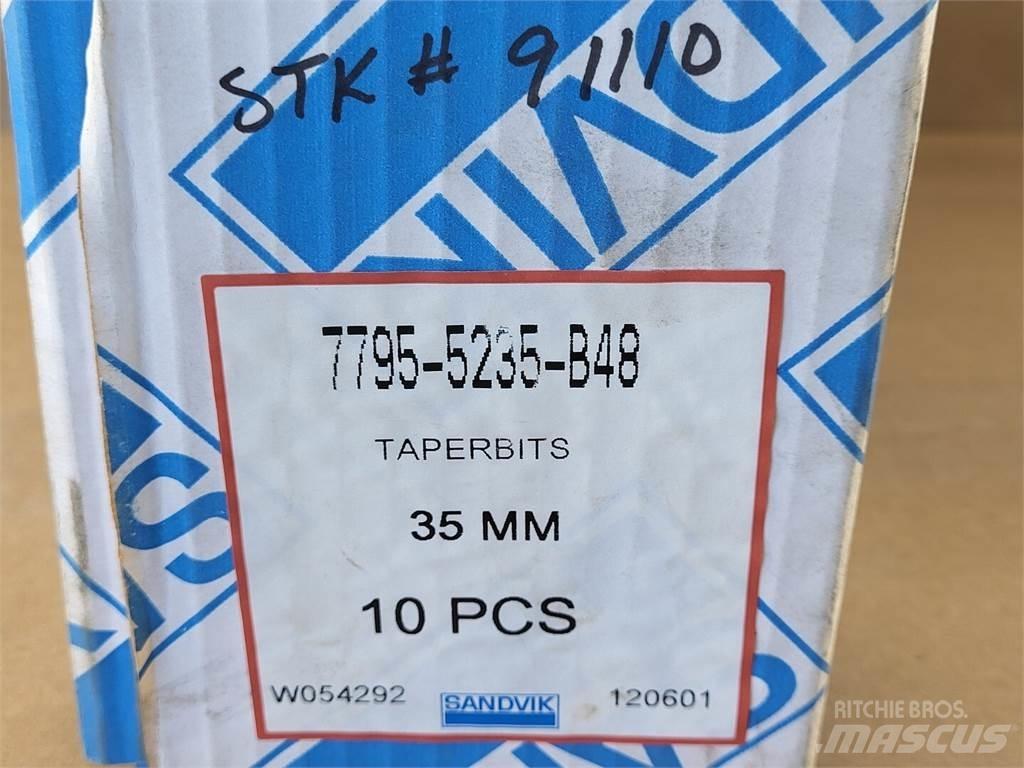 STK # 91110
7795-5235-B48
TAPERBITS
35 MM
10 PCS
W054292 SANDVIK 120601
RITCHIE BROS.
MASCUS